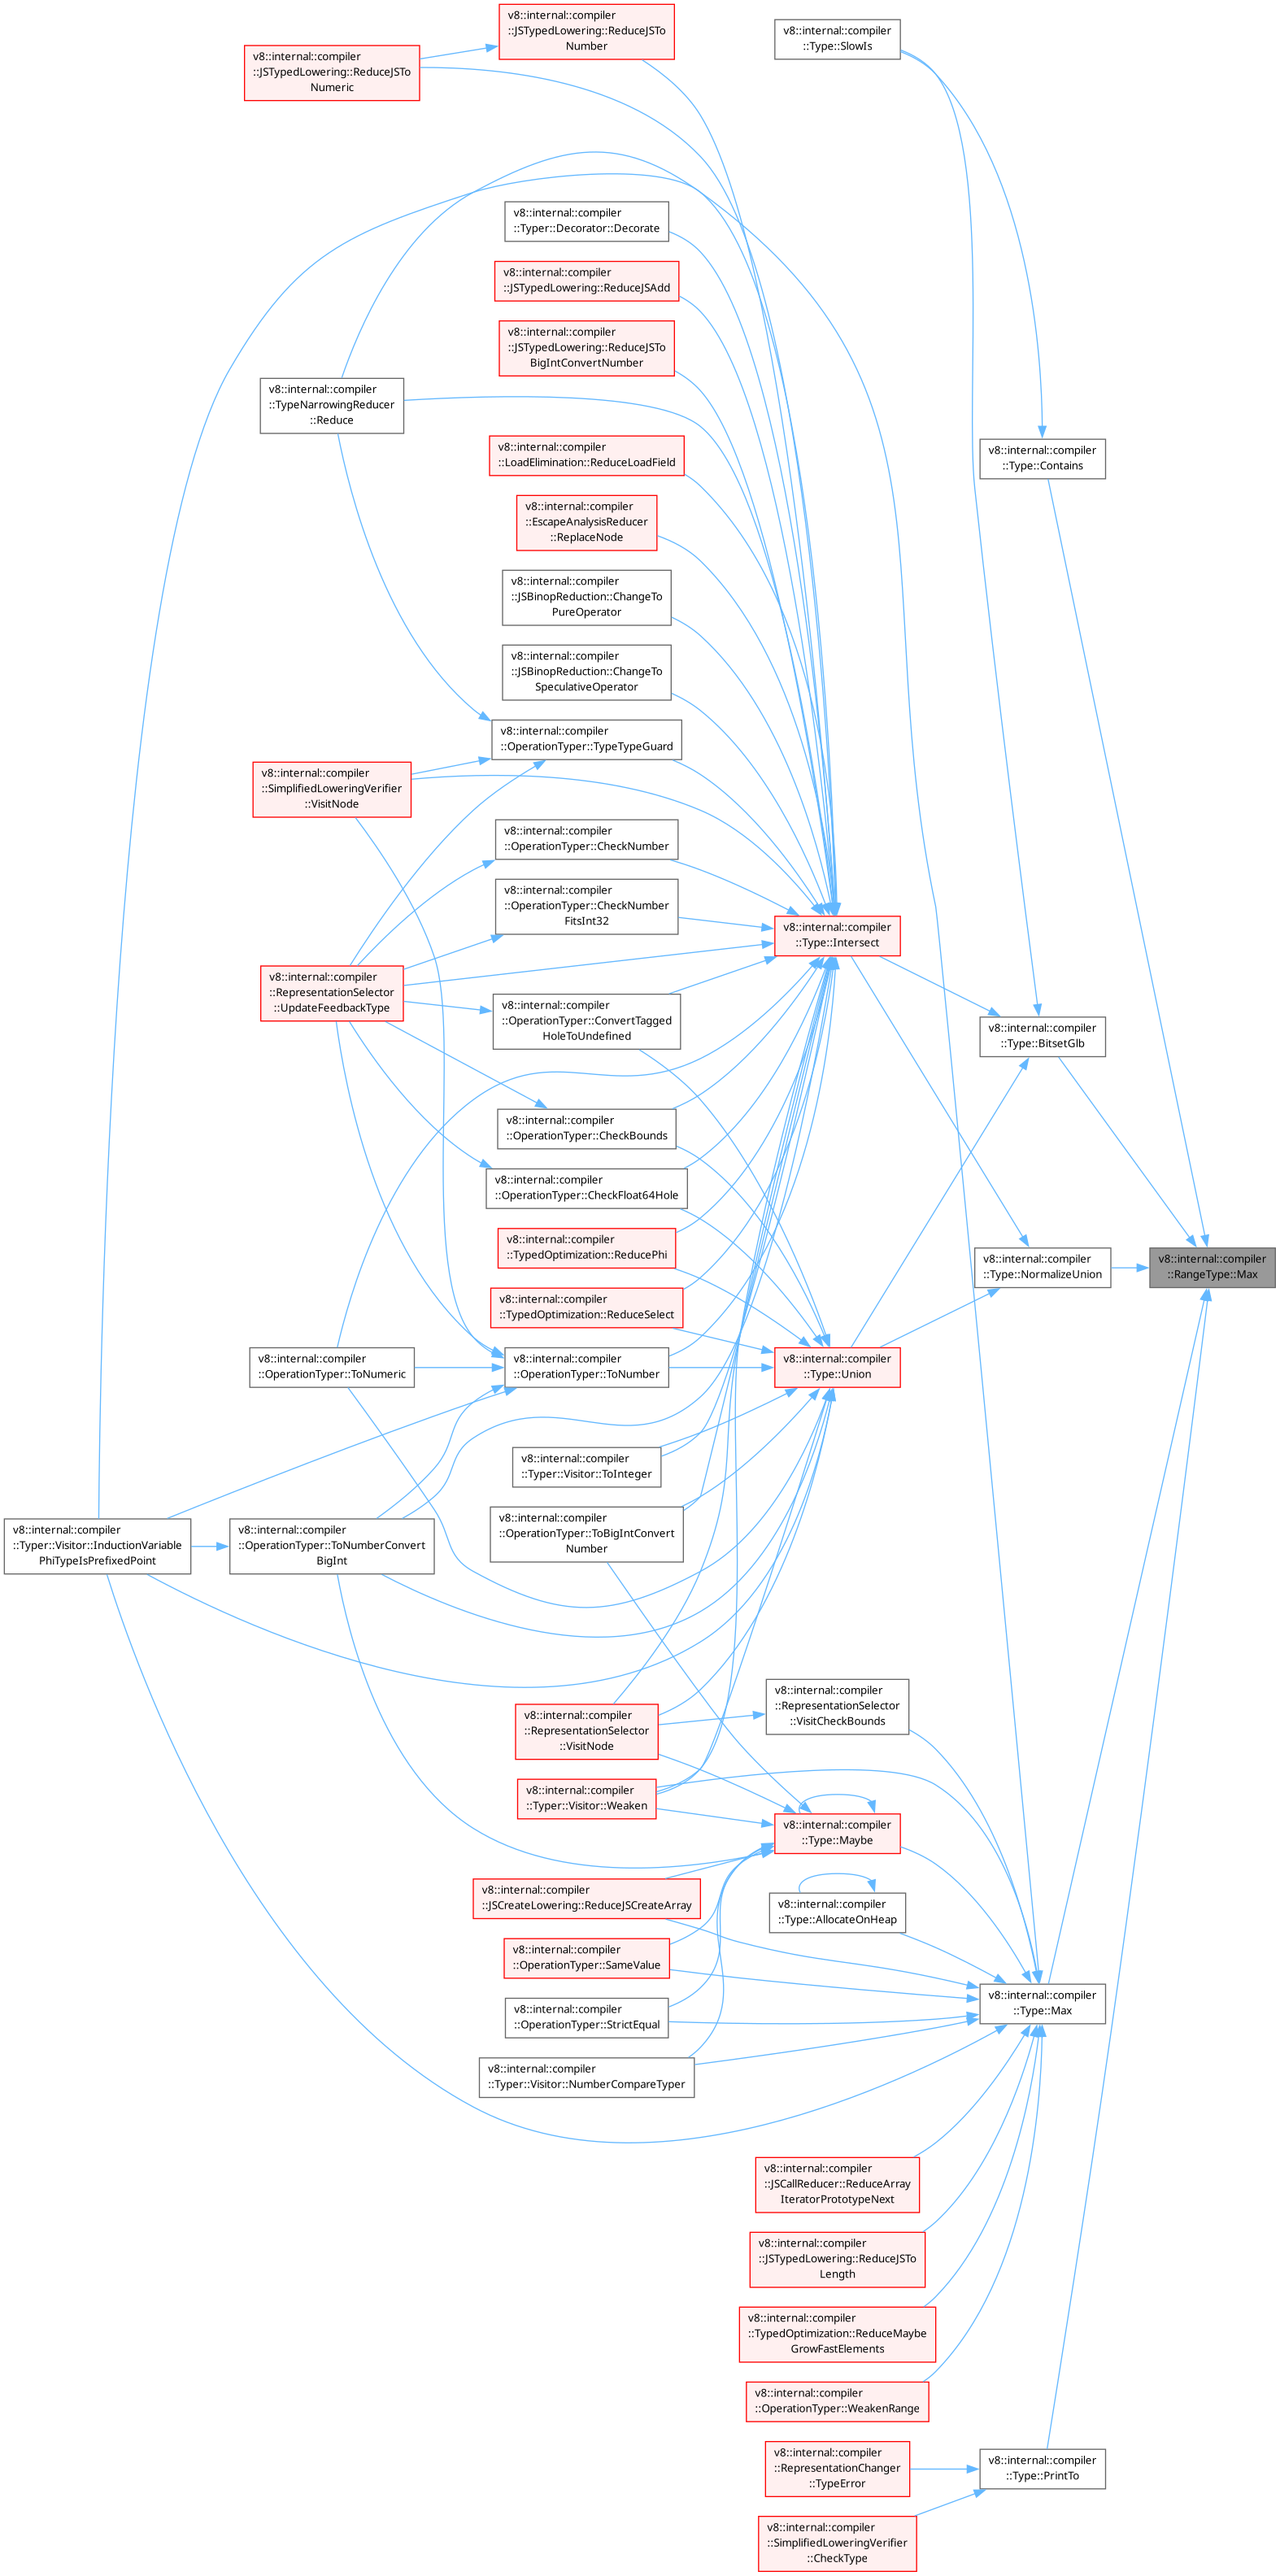 v8::internal::compiler
::JSTypedLowering::ReduceJSTo
Number
v8::internal::compiler
::Type::SlowIs
v8::internal::compiler
::JSTypedLowering::ReduceJSTo
Numeric
v8::internal::compiler
::Typer::Decorator::Decorate
v8::internal::compiler
::JSTypedLowering::ReduceJSAdd
v8::internal::compiler
::JSTypedLowering::ReduceJSTo
BigIntConvertNumber
v8::internal::compiler
::TypeNarrowingReducer
::Reduce
v8::internal::compiler
::LoadElimination::ReduceLoadField
v8::internal::compiler
::Type::Contains
v8::internal::compiler
::EscapeAnalysisReducer
::ReplaceNode
v8::internal::compiler
::JSBinopReduction::ChangeTo
PureOperator
v8::internal::compiler
::JSBinopReduction::ChangeTo
SpeculativeOperator
v8::internal::compiler
::OperationTyper::TypeTypeGuard
v8::internal::compiler
::SimplifiedLoweringVerifier
::VisitNode
v8::internal::compiler
::OperationTyper::CheckNumber
v8::internal::compiler
::OperationTyper::CheckNumber
FitsInt32
v8::internal::compiler
::Type::Intersect
v8::internal::compiler
::RepresentationSelector
::UpdateFeedbackType
v8::internal::compiler
::OperationTyper::ConvertTagged
HoleToUndefined
v8::internal::compiler
::Type::BitsetGlb
v8::internal::compiler
::OperationTyper::CheckBounds
v8::internal::compiler
::OperationTyper::CheckFloat64Hole
v8::internal::compiler
::TypedOptimization::ReducePhi
v8::internal::compiler
::Type::NormalizeUnion
v8::internal::compiler
::RangeType::Max
v8::internal::compiler
::TypedOptimization::ReduceSelect
v8::internal::compiler
::OperationTyper::ToNumeric
v8::internal::compiler
::OperationTyper::ToNumber
v8::internal::compiler
::Type::Union
v8::internal::compiler
::Typer::Visitor::ToInteger
v8::internal::compiler
::Typer::Visitor::InductionVariable
PhiTypeIsPrefixedPoint
v8::internal::compiler
::OperationTyper::ToNumberConvert
BigInt
v8::internal::compiler
::OperationTyper::ToBigIntConvert
Number
v8::internal::compiler
::RepresentationSelector
::VisitNode
v8::internal::compiler
::RepresentationSelector
::VisitCheckBounds
v8::internal::compiler
::Typer::Visitor::Weaken
v8::internal::compiler
::Type::Maybe
v8::internal::compiler
::JSCreateLowering::ReduceJSCreateArray
v8::internal::compiler
::Type::AllocateOnHeap
v8::internal::compiler
::OperationTyper::SameValue
v8::internal::compiler
::OperationTyper::StrictEqual
v8::internal::compiler
::Type::Max
v8::internal::compiler
::Typer::Visitor::NumberCompareTyper
v8::internal::compiler
::JSCallReducer::ReduceArray
IteratorPrototypeNext
v8::internal::compiler
::JSTypedLowering::ReduceJSTo
Length
v8::internal::compiler
::TypedOptimization::ReduceMaybe
GrowFastElements
v8::internal::compiler
::OperationTyper::WeakenRange
v8::internal::compiler
::RepresentationChanger
::TypeError
v8::internal::compiler
::Type::PrintTo
v8::internal::compiler
::SimplifiedLoweringVerifier
::CheckType